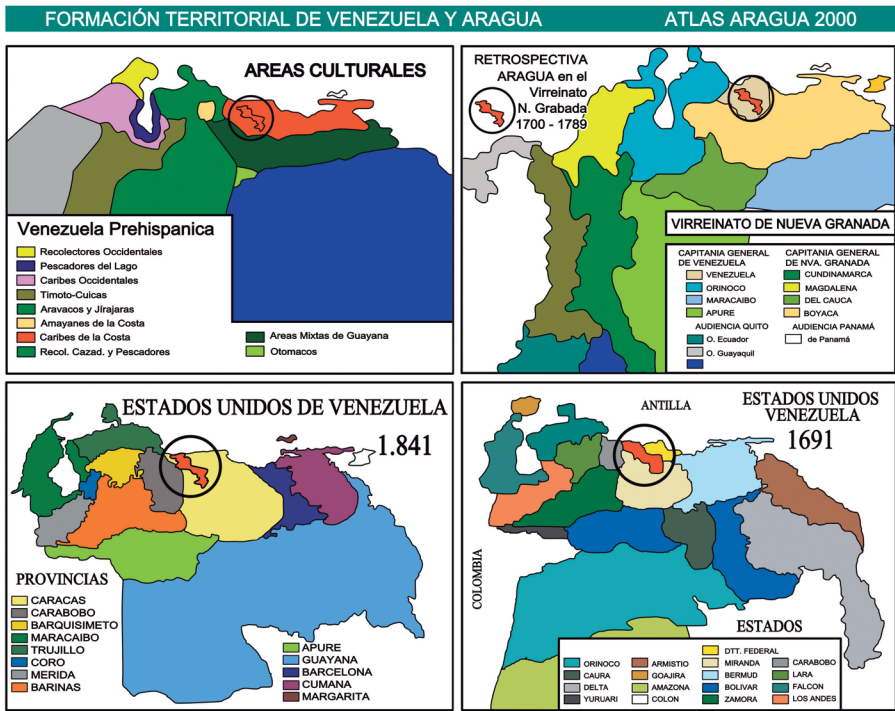 FORMACIÓN TERRITORIAL DE VENEZUELA Y ARAGUA
ATLAS ARAGUA 2000
AREAS CULTURALES
Venezuela Prehispanica
Recolectores Occidentales
Pescadores del Lago
Caribes Occidentales
Timoto-Cuicas
Aravacos y Jírajaras
Amayanes de la Costa
Caribes de la Costa
Recol. Cazad. y Pescadores
Areas Mixtas de Guayana
Otomacos
RETROSPECTIVA
ARAGUA en el
Virreinato
N. Grabada
1700 - 1789
VIRREINATO DE NUEVA GRANADA
CAPITANIA GENERAL
DE VENEZUELA
VENEZUELA
ORINOCO
MARACAIBO
APURE
AUDIENCIA QUITO
O. Ecuador
O. Guayaquil
CAPITANIA GENERAL
DE NVA. GRANADA
CUNDINAMARCA
MAGDALENA
DEL CAUCA
BOYACA
AUDIENCIA PANAMÁ
de Panamá
ESTADOS UNIDOS DE VENEZUELA
1.841
PROVINCIAS
CARACAS
CARABOBO
BARQUISIMETO
MARACAIBO
TRUJILLO
CORO
MERIDA
BARINAS
APURE
GUAYANA
BARCELONA
CUMANA
MARGARITA
ANTILLA
ESTADOS UNIDOS
VENEZUELA
1691
COLOMBIA
ESTADOS
ORINOCO
CAURA
DELTA
YURUARI
ARMISTIO
GOAJIRA
AMAZONA
COLON
DTT. FEDERAL
MIRANDA
BERMUD
BOLIVAR
ZAMORA
CARABOBO
LARA
FALCON
LOS ANDES